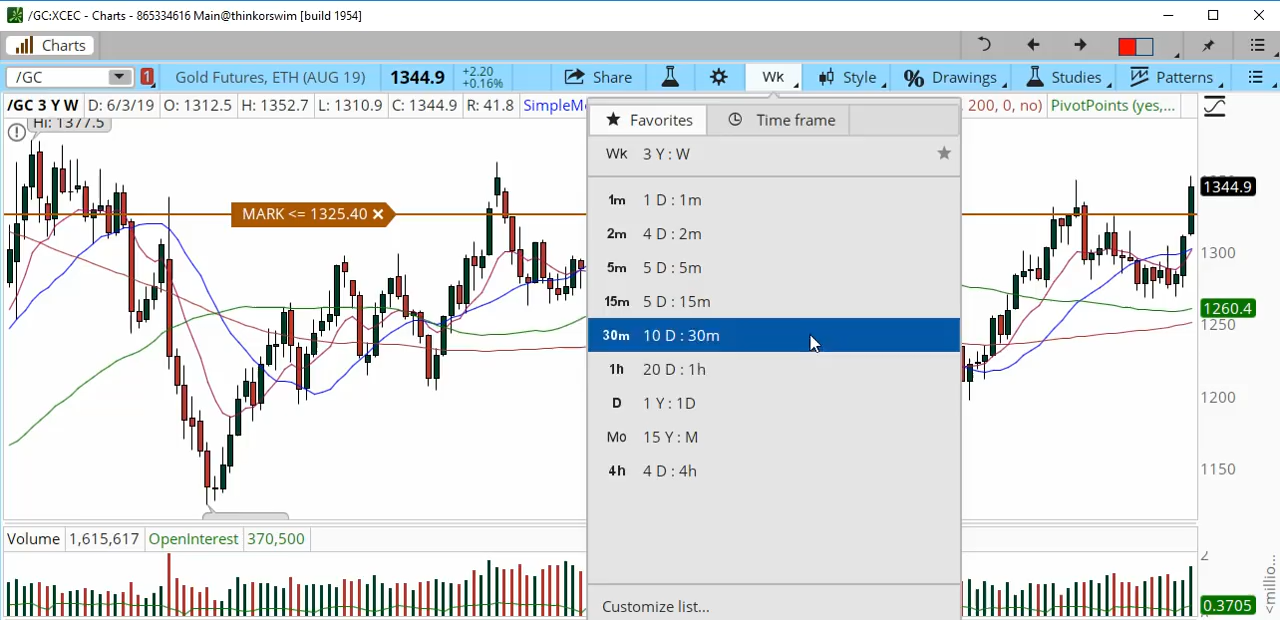 /GC:XCEC - Charts - 865334616 Main@thinkorswim [build 1954]
Charts
/GC 1 Gold Futures, ETH (AUG 19) 1344.9 +2.20 +0.16% Share Wk Style Drawings Studies Patterns
/GC 3 Y W D: 6/3/19 O: 1312.5 H: 1352.7 L: 1310.9 C: 1344.9 R: 41.8 200, 0, no) PivotPoints (yes,...
Hi: 1377.5
Favorites Time frame
Wk 3 Y : W
1m 1 D : 1m
2m 4 D : 2m
5m 5 D : 5m
15m 5 D : 15m
30m 10 D : 30m
1h 20 D : 1h
D 1 Y : 1D
Mo 15 Y : M
4h 4 D : 4h
Customize list...
MARK <= 1325.40
1344.9
1300
1260.4
1250
1200
1150
Volume 1,615,617 OpenInterest 370,500
2
0.3705
<millio...